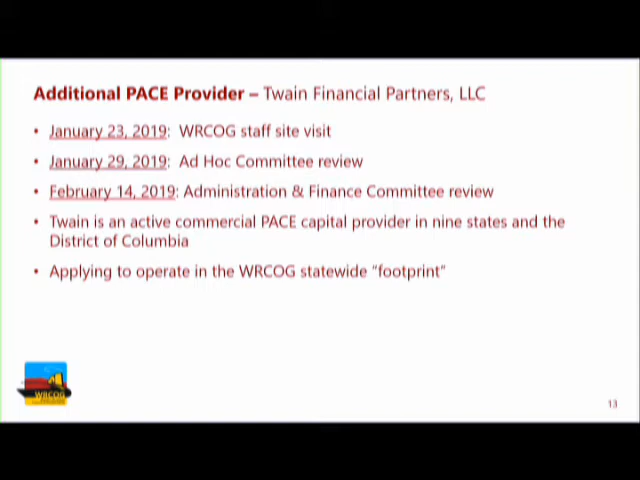 Additional PACE Provider – Twain Financial Partners, LLC
• January 23, 2019: WRCOG staff site visit
• January 29, 2019: Ad Hoc Committee review
• February 14, 2019: Administration & Finance Committee review
• Twain is an active commercial PACE capital provider in nine states and the
District of Columbia
• Applying to operate in the WRCOG statewide “footprint”
WRCOG
13